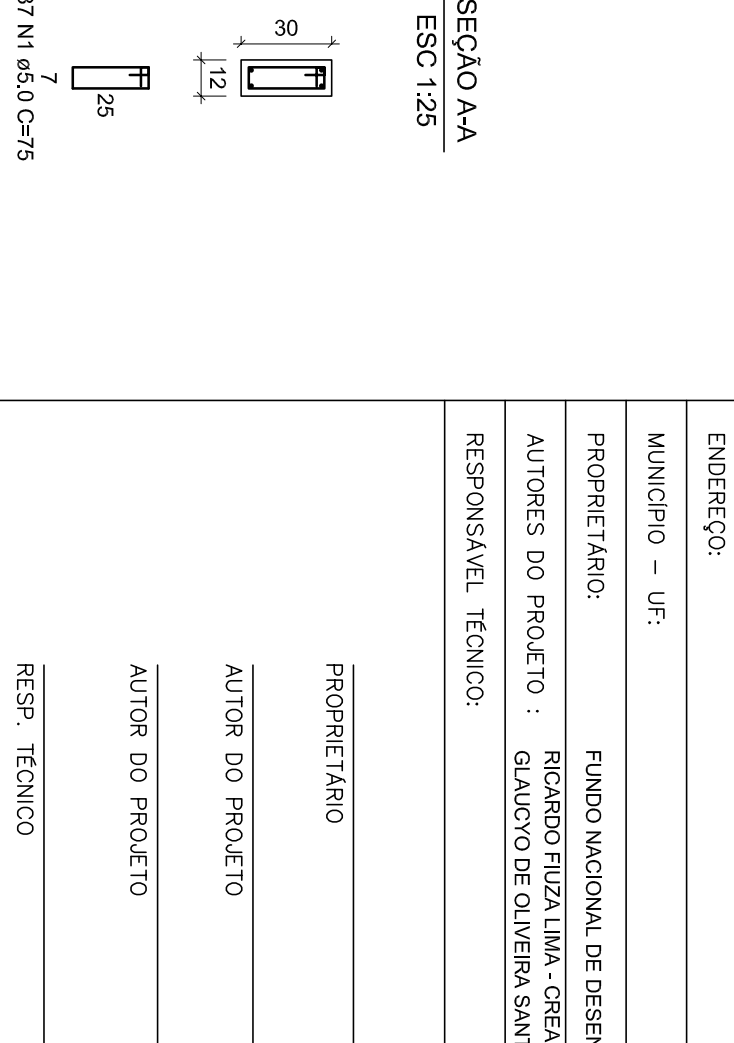 SEÇÃO A-A
ESC 1:25
30
12
25
7
37 N1 ø5.0 C=75
ENDEREÇO:
MUNICÍPIO – UF:
PROPRIETÁRIO: FUNDO NACIONAL DE DESEN
AUTORES DO PROJETO : RICARDO FIUZA LIMA - CREA
GLAUCYO DE OLIVEIRA SANT
RESPONSÁVEL TÉCNICO:
PROPRIETÁRIO
AUTOR DO PROJETO
AUTOR DO PROJETO
RESP. TÉCNICO